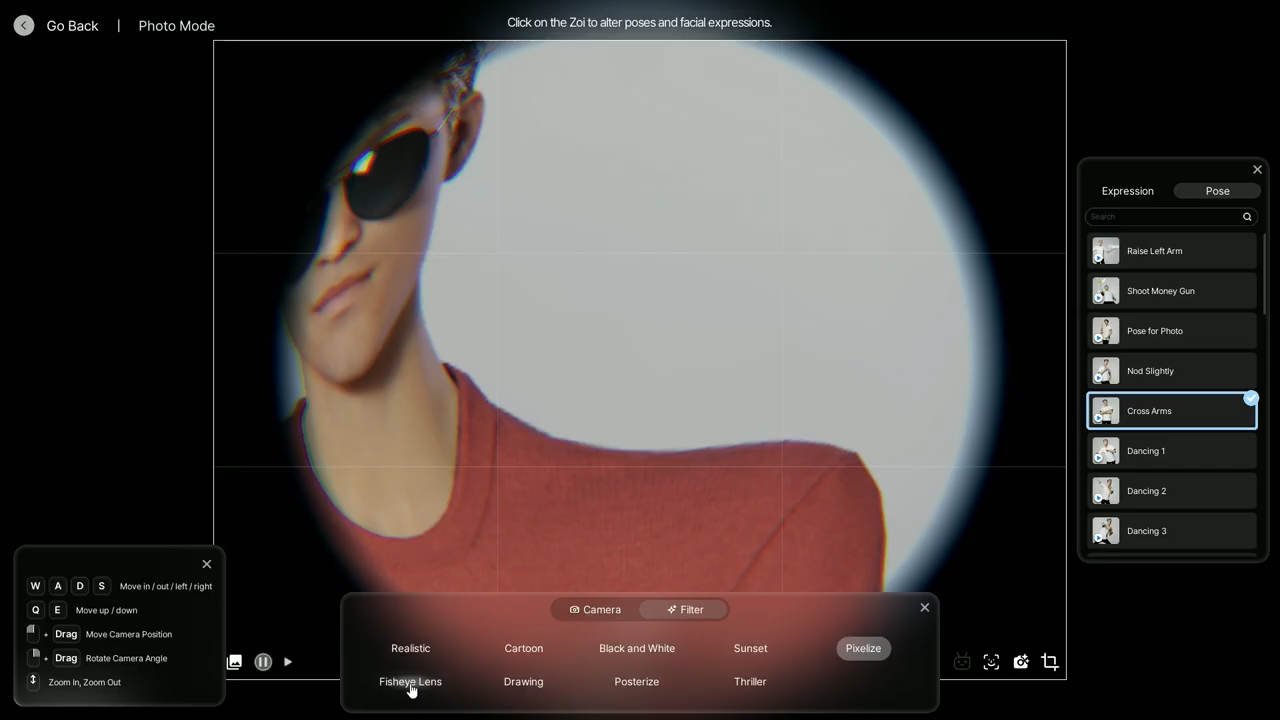 Go Back | Photo Mode
Click on the Zoi to alter poses and facial expressions.
Expression Pose
Search
Raise Left Arm
Shoot Money Gun
Pose for Photo
Nod Slightly
Cross Arms
Dancing 1
Dancing 2
Dancing 3
W A D S Move in / out / left / right
Q E Move up / down
+ Drag Move Camera Position
+ Drag Rotate Camera Angle
Zoom In, Zoom Out
Camera Filter
Realistic Cartoon Black and White Sunset Pixelize
Fisheye Lens Drawing Posterize Thriller